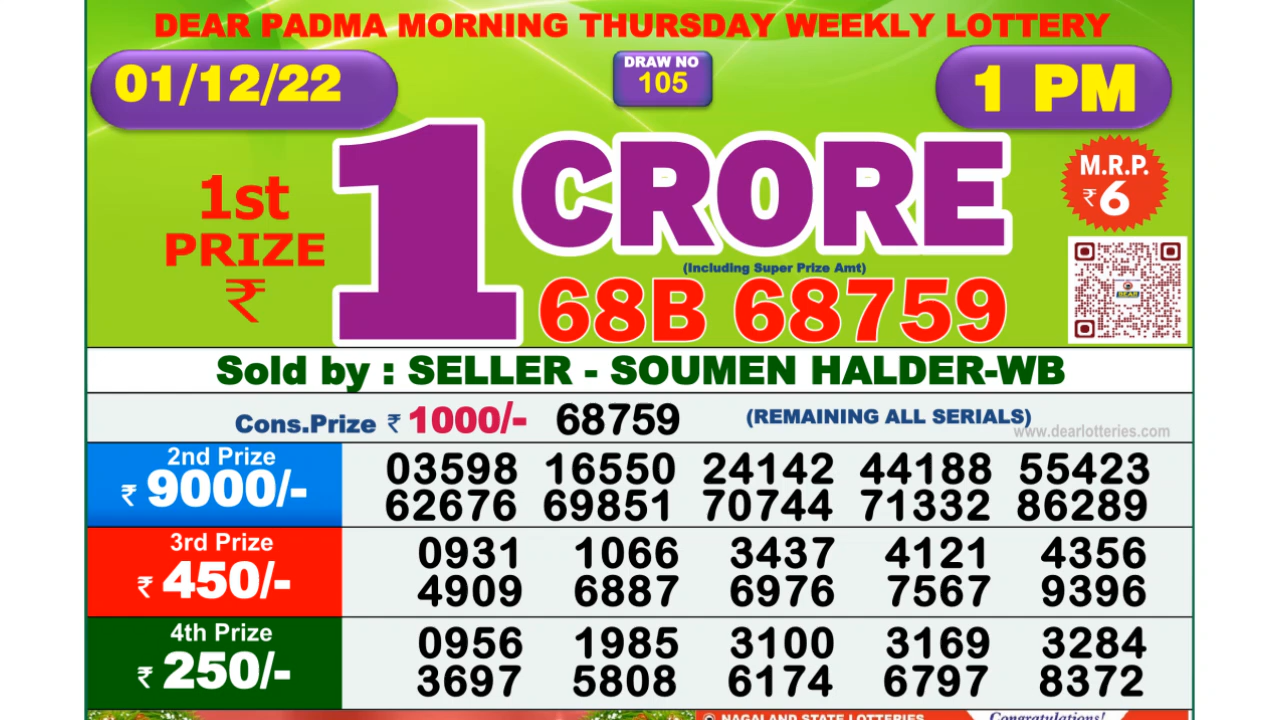 DEAR PADMA MORNING THURSDAY WEEKLY LOTTERY
01/12/22
DRAW NO
105
1 PM
1st
PRIZE
₹
1 CRORE
(Including Super Prize Amt)
68B 68759
M.R.P.
₹6
DEAR
Sold by : SELLER - SOUMEN HALDER-WB
Cons.Prize ₹ 1000/- 68759 (REMAINING ALL SERIALS)
www.dearlotteries.com
2nd Prize
₹ 9000/-
03598 16550 24142 44188 55423
62676 69851 70744 71332 86289
3rd Prize
₹ 450/-
0931 1066 3437 4121 4356
4909 6887 6976 7567 9396
4th Prize
₹ 250/-
0956 1985 3100 3169 3284
3697 5808 6174 6797 8372
NAGALAND STATE LOTTERIES
Congratulations!